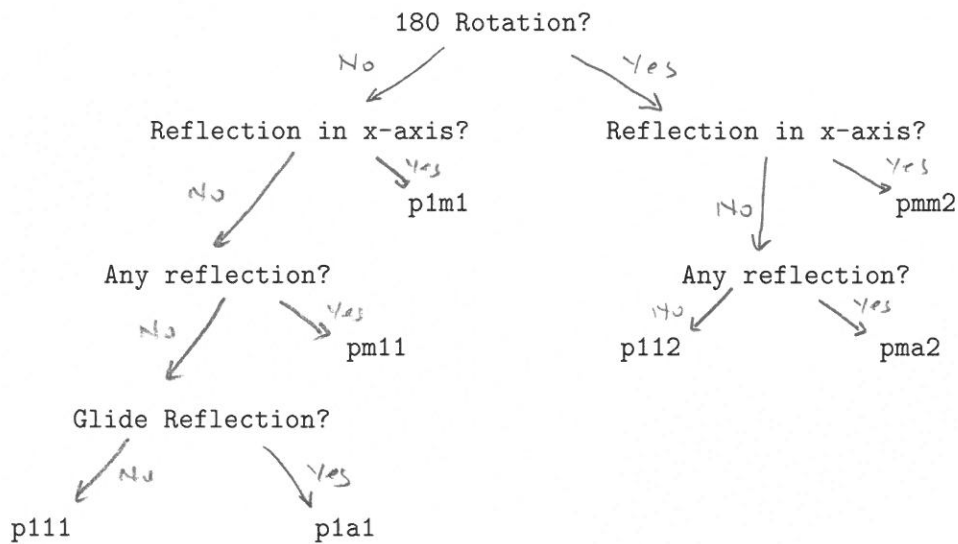 180 Rotation?
No Yes
Reflection in x-axis? Reflection in x-axis?
No Yes No Yes
p1m1 pmm2
Any reflection? Any reflection?
No Yes No Yes
pm11 p112 pma2
Glide Reflection?
No Yes
p111 p1a1